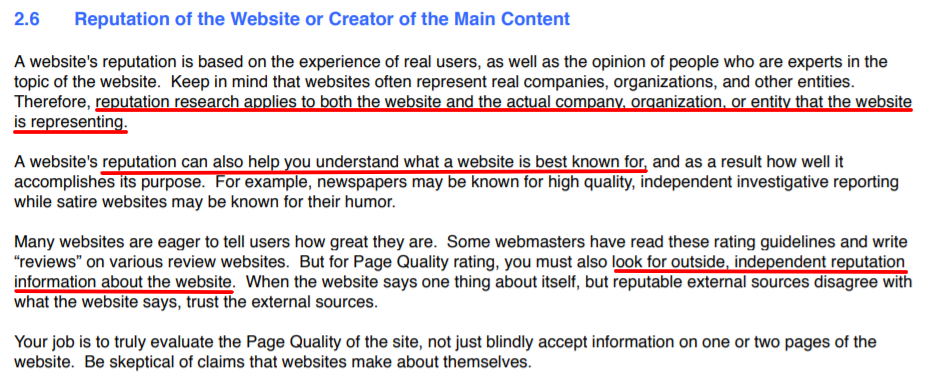 2.6 Reputation of the Website or Creator of the Main Content
A website's reputation is based on the experience of real users, as well as the opinion of people who are experts in the
topic of the website. Keep in mind that websites often represent real companies, organizations, and other entities.
Therefore, reputation research applies to both the website and the actual company, organization, or entity that the website
is representing.
A website's reputation can also help you understand what a website is best known for, and as a result how well it
accomplishes its purpose. For example, newspapers may be known for high quality, independent investigative reporting
while satire websites may be known for their humor.
Many websites are eager to tell users how great they are. Some webmasters have read these rating guidelines and write
“reviews” on various review websites. But for Page Quality rating, you must also look for outside, independent reputation
information about the website. When the website says one thing about itself, but reputable external sources disagree with
what the website says, trust the external sources.
Your job is to truly evaluate the Page Quality of the site, not just blindly accept information on one or two pages of the
website. Be skeptical of claims that websites make about themselves.